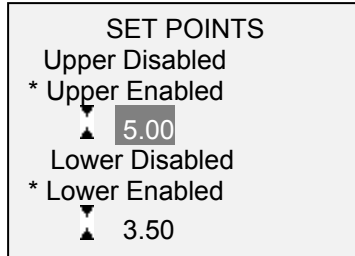 SET POINTS
Upper Disabled
* Upper Enabled
5.00
Lower Disabled
* Lower Enabled
3.50